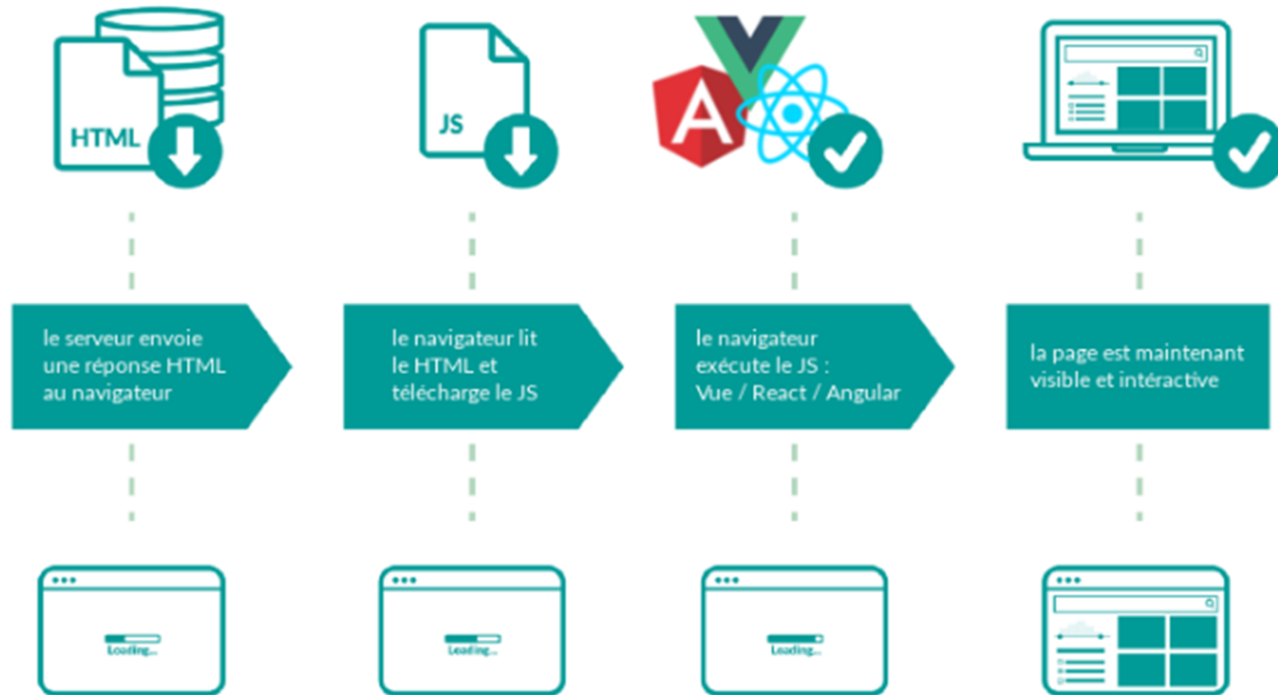 HTML
JS
A
le serveur envoie
une réponse HTML
au navigateur
le navigateur lit
le HTML et
télécharge le JS
le navigateur
exécute le JS :
Vue / React / Angular
la page est maintenant
visible et intéractive
Loading...
Loading...
Loading...